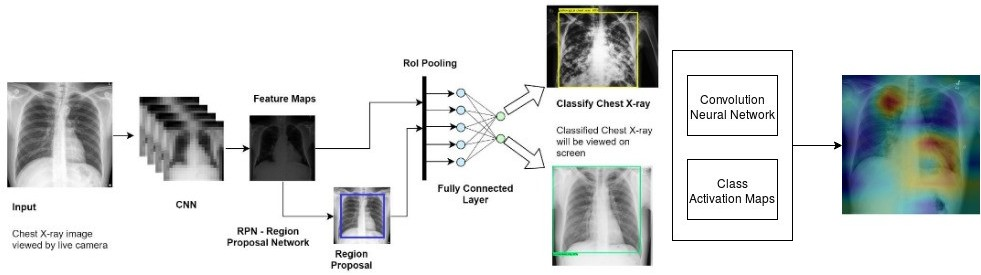 Input
Chest X-ray image
viewed by live camera
CNN
Feature Maps
RPN - Region
Proposal Network
Region
Proposal
RoI Pooling
Fully Connected
Layer
Classify Chest X-ray
Classified Chest X-ray
will be viewed on
screen
Convolution
Neural Network
Class
Activation Maps